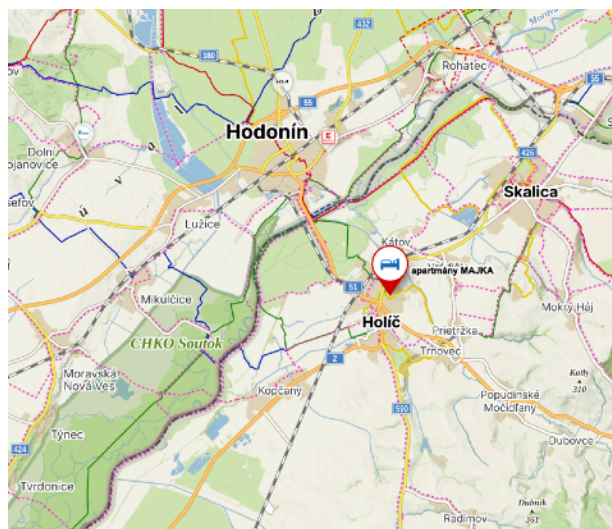 432
Morava
380
Rohatec
55
55
Hodonín
426
Dolní
Bojanovice
Skalica
Lužice
Kátov
apartmány MAJKA
51
Mikulčice
Holíč
Mokrý Háj
CHKO Soutok
Prietržka
2
Trnovec
Moravská
Nová Ves
Kopčany
Koth
310
Popudinské
Močidľany
590
Týnec
Dubovce
424
Tvrdonice
Dubník
361
Radimov